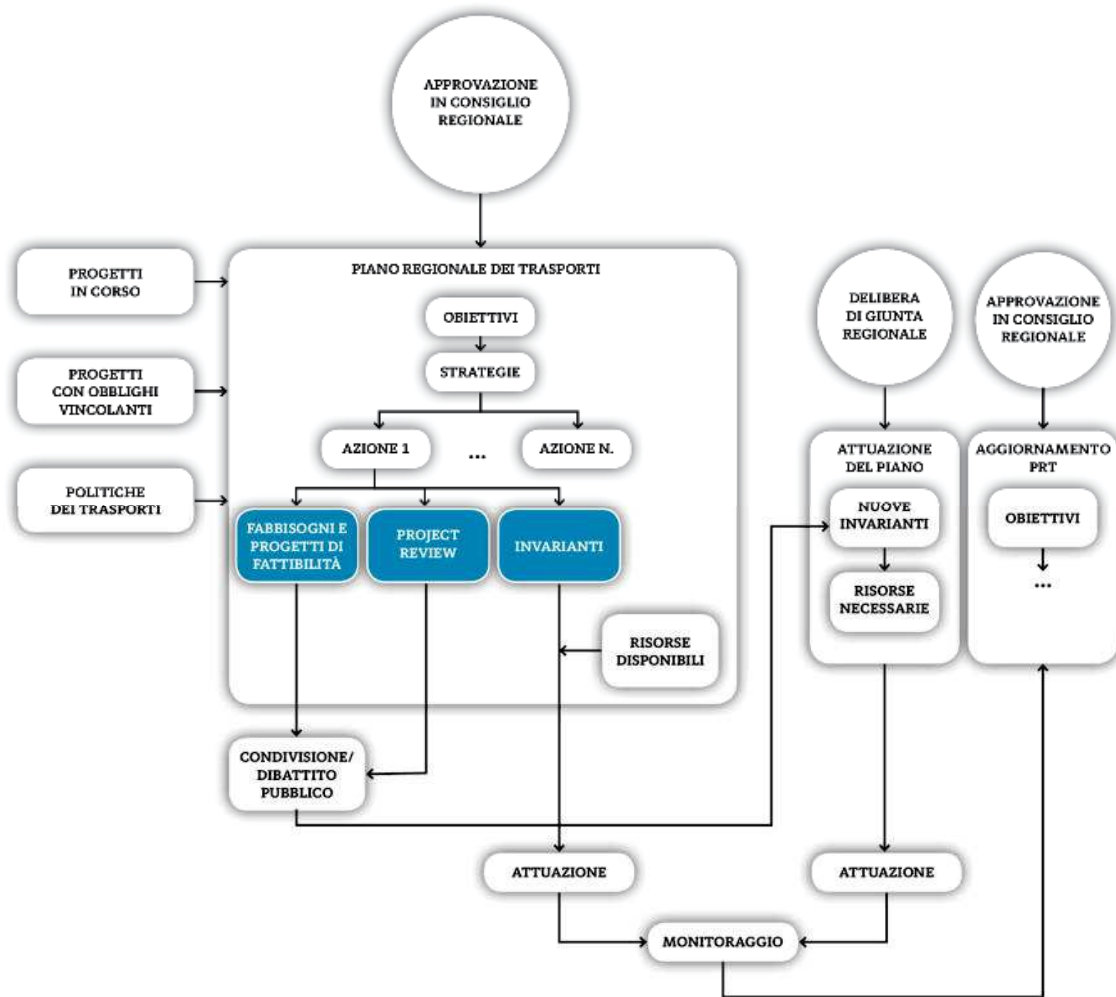 APPROVAZIONE
IN CONSIGLIO
REGIONALE
PROGETTI
IN CORSO
PROGETTI
CON OBBLIGHI
VINCOLANTI
POLITICHE
DEI TRASPORTI
PIANO REGIONALE DEI TRASPORTI
OBIETTIVI
STRATEGIE
AZIONE 1
...
AZIONE N.
FABBISOGNI E
PROGETTI DI
FATTIBILITÀ
PROJECT
REVIEW
INVARIANTI
RISORSE
DISPONIBILI
CONDIVISIONE/
DIBATTITO
PUBBLICO
DELIBERA
DI GIUNTA
REGIONALE
ATTUAZIONE
DEL PIANO
NUOVE
INVARIANTI
RISORSE
NECESSARIE
APPROVAZIONE
IN CONSIGLIO
REGIONALE
AGGIORNAMENTO
PRT
OBIETTIVI
...
ATTUAZIONE
ATTUAZIONE
MONITORAGGIO